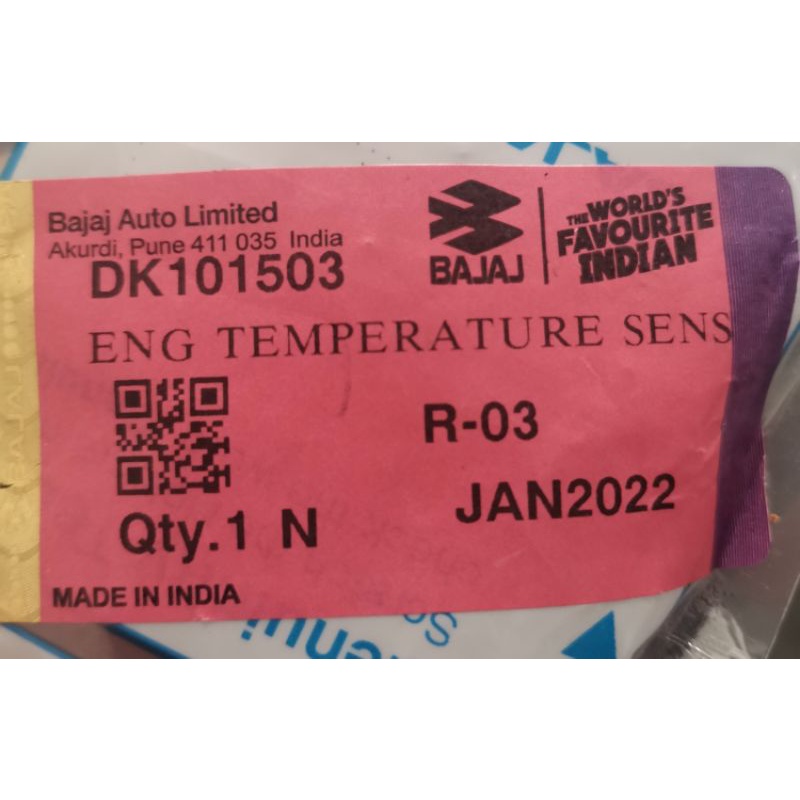 Bajaj Auto Limited
Akurdi, Pune 411 035 India
DK101503
BAJAJ
THE WORLD'S
FAVOURITE
INDIAN
ENG TEMPERATURE SENS
R-03
JAN2022
Qty.1 N
MADE IN INDIA